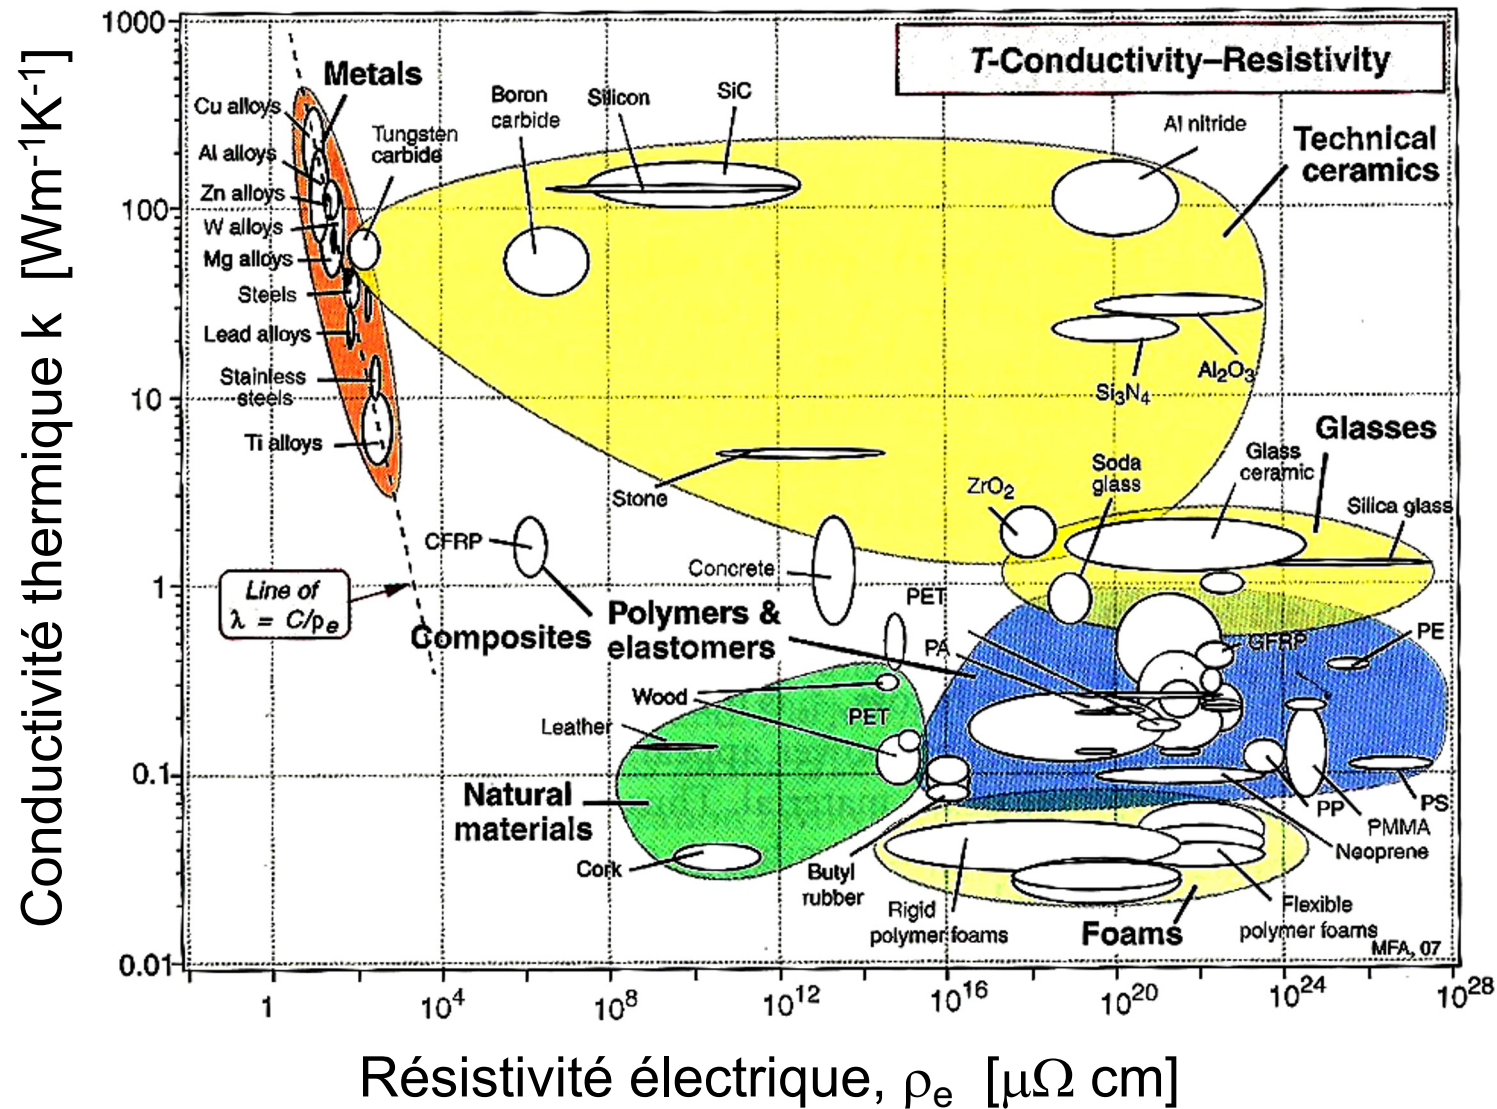 Conductivité thermique k [Wm-1K-1]
1000
100
10
1
0.1
0.01
T-Conductivity–Resistivity
Metals
Cu alloys
Al alloys
Zn alloys
W alloys
Mg alloys
Steels
Lead alloys
Stainless
steels
Ti alloys
Tungsten
carbide
Boron
carbide
Silicon
SiC
Al nitride
Technical
ceramics
Al2O3
Si3N4
Glasses
Glass
ceramic
Soda
glass
Silica glass
ZrO2
Stone
CFRP
Concrete
Line of
λ = C/ρe
Composites
Polymers &
elastomers
PET
PA
GFRP
PE
Wood
PET
Leather
Natural
materials
Cork
Butyl
rubber
Rigid
polymer foams
Foams
Flexible
polymer foams
PP
PMMA
PS
Neoprene
MFA, 07
1
10^4
10^8
10^12
10^16
10^20
10^24
10^28
Résistivité électrique, ρe [μΩ cm]